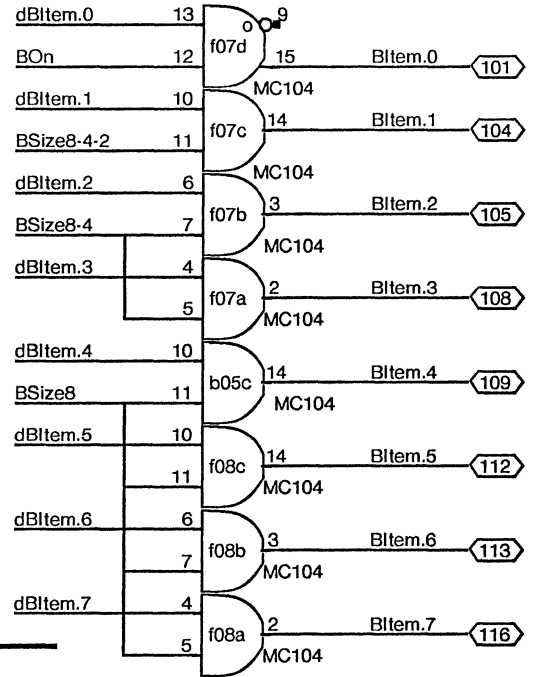 dBItem.0 13 o 9
f07d
BOn 12 15 BItem.0 101
MC104
dBItem.1 10
f07c 14 BItem.1 104
BSize8-4-2 11
MC104
dBItem.2 6
f07b 3 BItem.2 105
BSize8-4 7
MC104
dBItem.3 4
f07a 2 BItem.3 108
5 MC104
dBItem.4 10
b05c 14 BItem.4 109
BSize8 11 MC104
dBItem.5 10
f08c 14 BItem.5 112
11 MC104
dBItem.6 6
f08b 3 BItem.6 113
7 MC104
dBItem.7 4
f08a 2 BItem.7 116
5 MC104